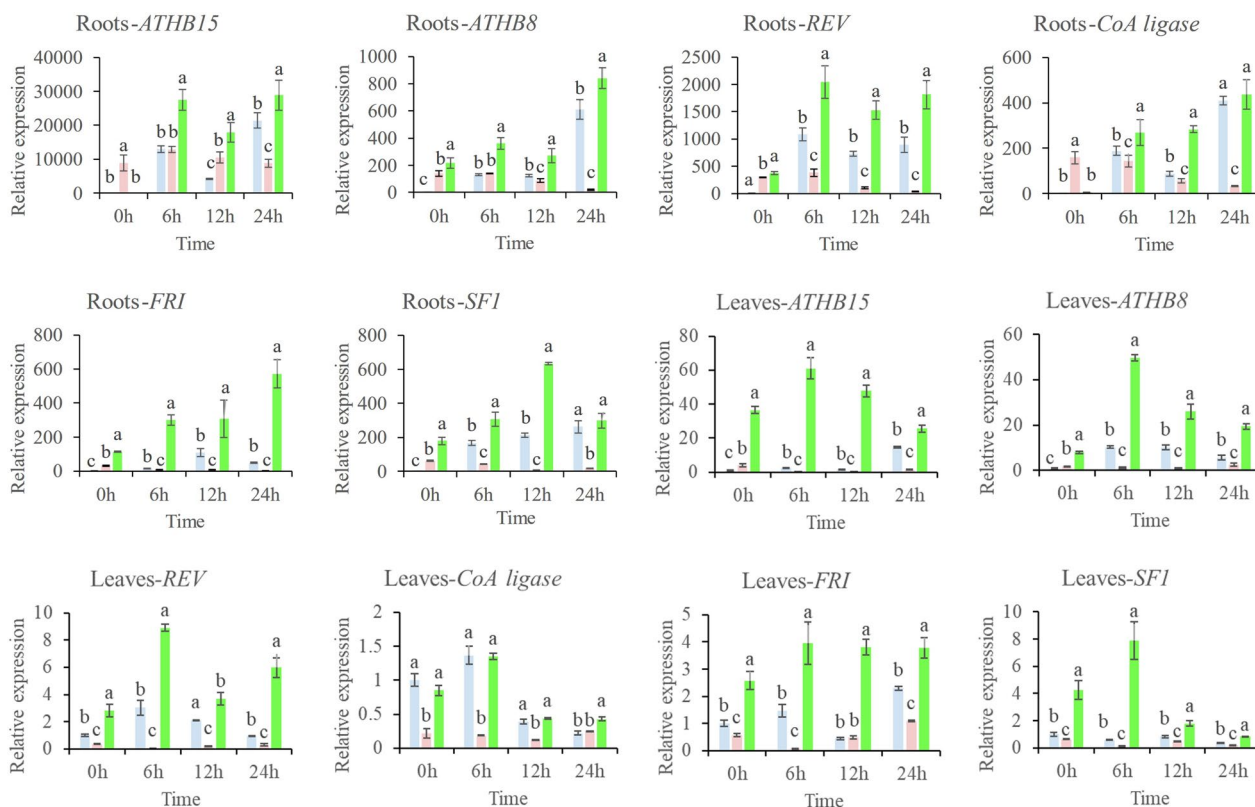 Roots-ATHB15
Relative expression
40000
30000
20000
10000
0
b a b b b a c b a b c a
0h 6h 12h 24h
Time
Roots-ATHB8
Relative expression
1000
800
600
400
200
0
c b a b b a b c a b c a
0h 6h 12h 24h
Time
Roots-REV
Relative expression
2500
2000
1500
1000
500
0
a b a b c a b c a b c a
0h 6h 12h 24h
Time
Roots-CoA ligase
Relative expression
600
400
200
0
b a b b c a b c a a c a
0h 6h 12h 24h
Time
Roots-FRI
Relative expression
800
600
400
200
0
c b a b c a b c a b c a
0h 6h 12h 24h
Time
Roots-SF1
Relative expression
800
600
400
200
0
c b a b c a b c a a c a
0h 6h 12h 24h
Time
Leaves-ATHB15
Relative expression
80
60
40
20
0
c b a b c a b c a b c a
0h 6h 12h 24h
Time
Leaves-ATHB8
Relative expression
60
40
20
0
c b a b c a b c a b c a
0h 6h 12h 24h
Time
Leaves-REV
Relative expression
10
8
6
4
2
0
b c a b c a a c b b c a
0h 6h 12h 24h
Time
Leaves-CoA ligase
Relative expression
2
1.5
1
0.5
0
a b a a b a a b a b b a
0h 6h 12h 24h
Time
Leaves-FRI
Relative expression
5
4
3
2
1
0
b c a b c a b b a b c a
0h 6h 12h 24h
Time
Leaves-SF1
Relative expression
10
8
6
4
2
0
b c a b c a b c a b c a
0h 6h 12h 24h
Time